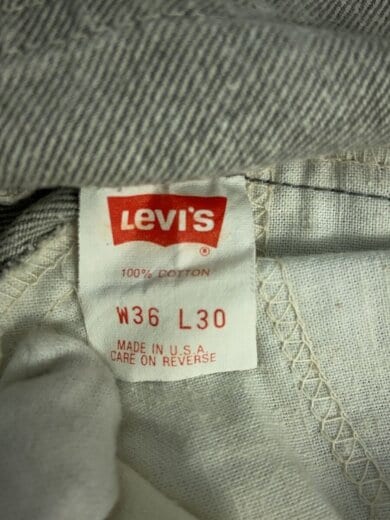 LEVI'S
®
100% COTTON
W36 L30
MADE IN U.S.A.
CARE ON REVERSE